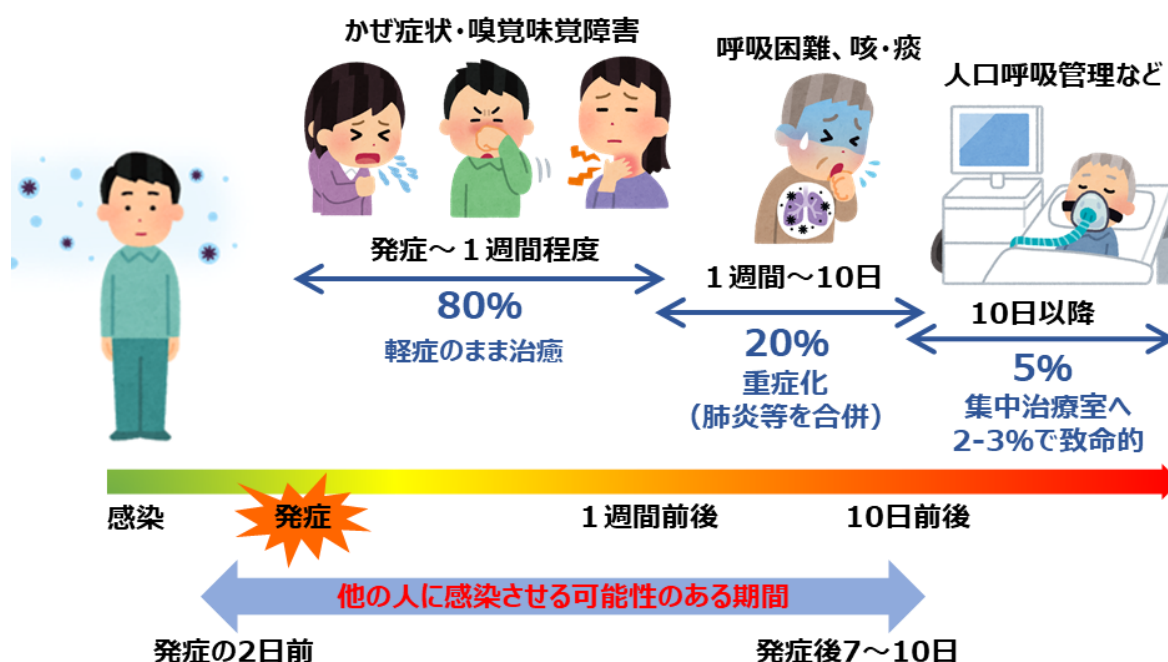 かぜ症状・嗅覚味覚障害
呼吸困難、咳・痰
人口呼吸管理など
発症～１週間程度
80%
軽症のまま治癒
１週間～10日
20%
重症化
（肺炎等を合併）
10日以降
5%
集中治療室へ
2-3%で致命的
感染
発症
１週間前後
10日前後
他の人に感染させる可能性のある期間
発症の2日前
発症後7～10日